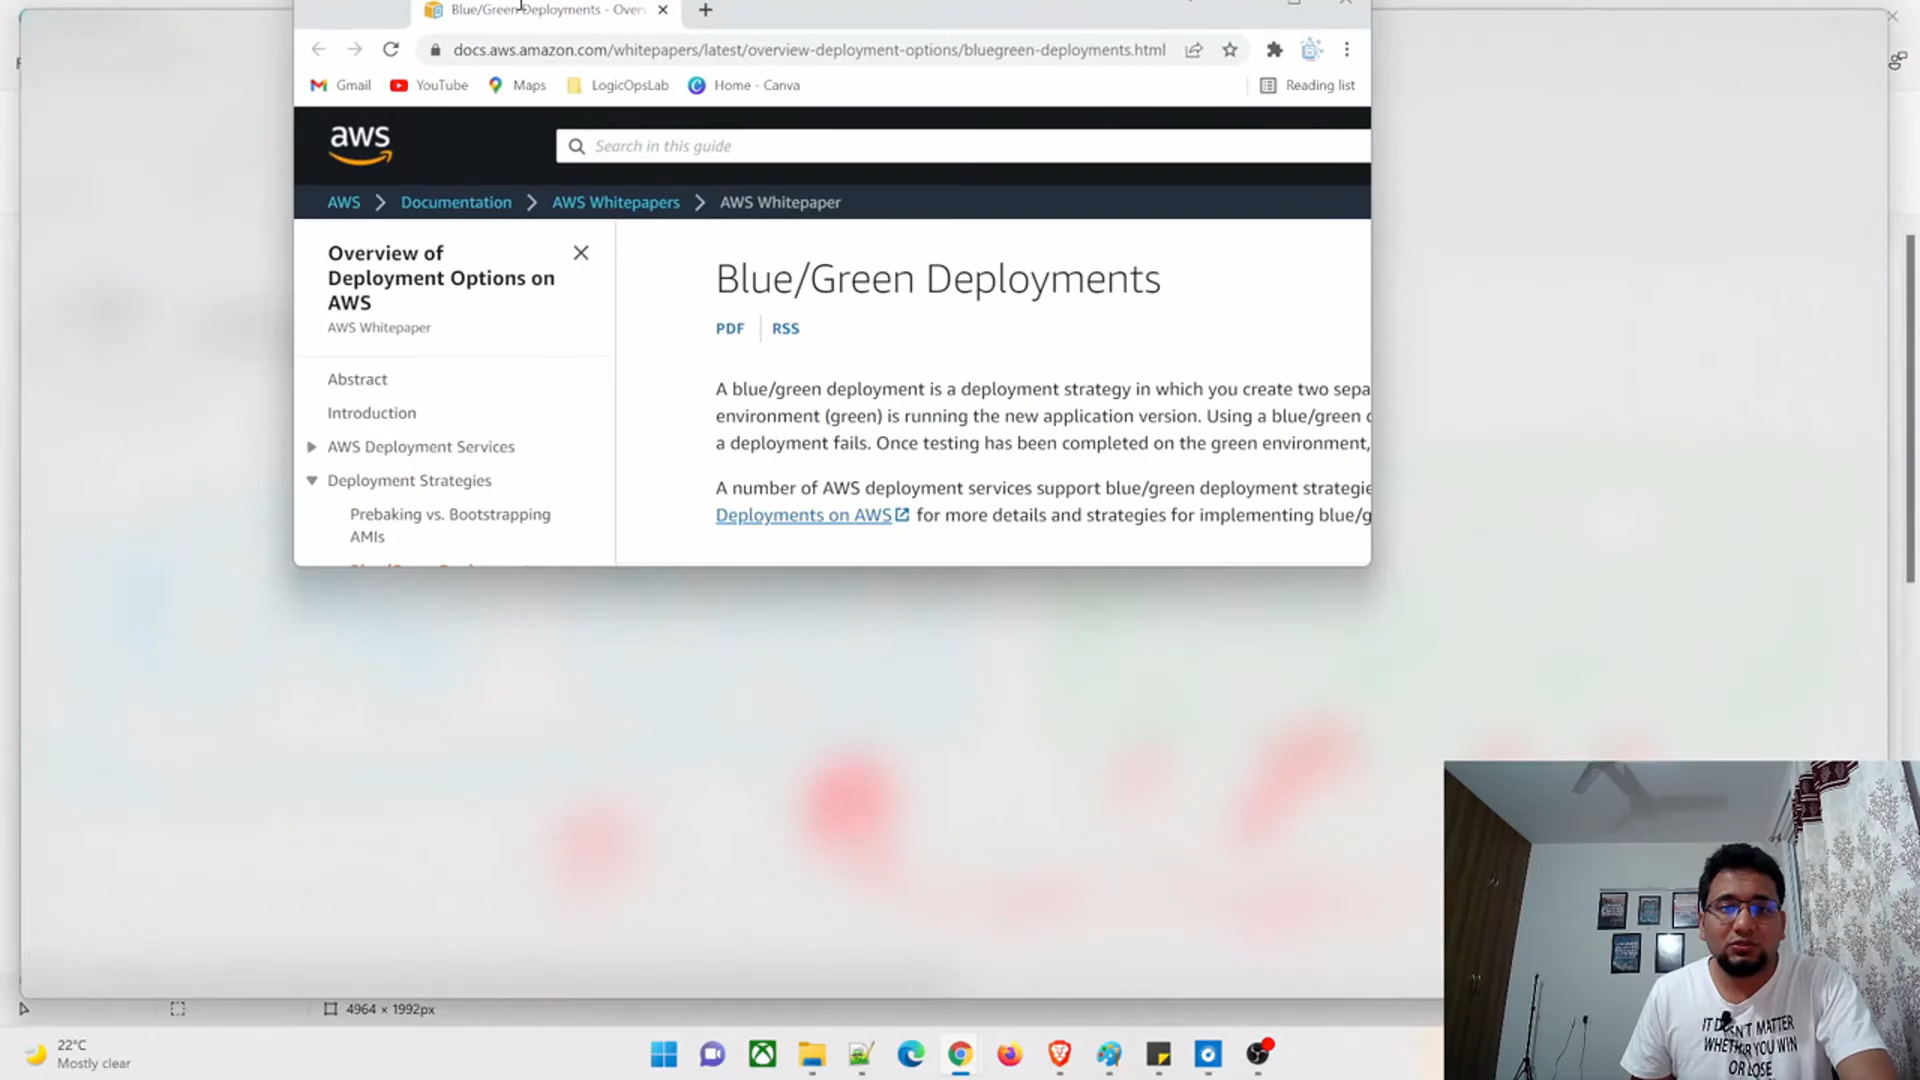 Blue/Green Deployments - Over
docs.aws.amazon.com/whitepapers/latest/overview-deployment-options/bluegreen-deployments.html
Gmail
YouTube
Maps
LogicOpsLab
Home - Canva
Reading list
aws
Search in this guide
AWS
Documentation
AWS Whitepapers
AWS Whitepaper
Overview of
Deployment Options on
AWS
AWS Whitepaper
Abstract
Introduction
AWS Deployment Services
Deployment Strategies
Prebaking vs. Bootstrapping
AMIs
Blue/Green Deployments
PDF
RSS
A blue/green deployment is a deployment strategy in which you create two sepa
environment (green) is running the new application version. Using a blue/green
a deployment fails. Once testing has been completed on the green environment,
A number of AWS deployment services support blue/green deployment strategie
Deployments on AWS for more details and strategies for implementing blue/g
4964 × 1992px
22°C
Mostly clear
IT DOESN'T MATTER
WHETHER YOU WIN
OR LOSE